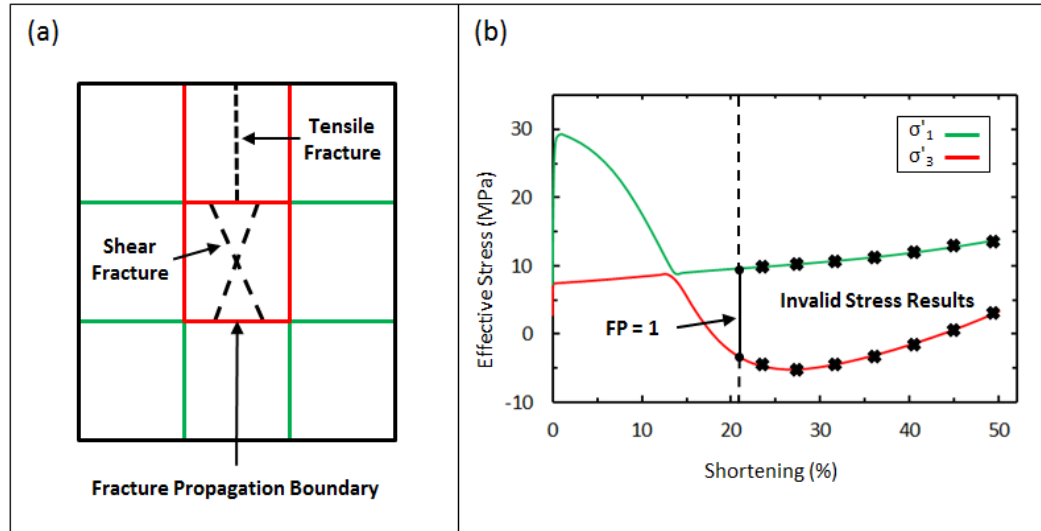 (a)
Tensile
Fracture
Shear
Fracture
Fracture Propagation Boundary
(b)
Effective Stress (MPa)
30
20
10
0
-10
σ'1
σ'3
FP = 1
Invalid Stress Results
0 10 20 30 40 50
Shortening (%)